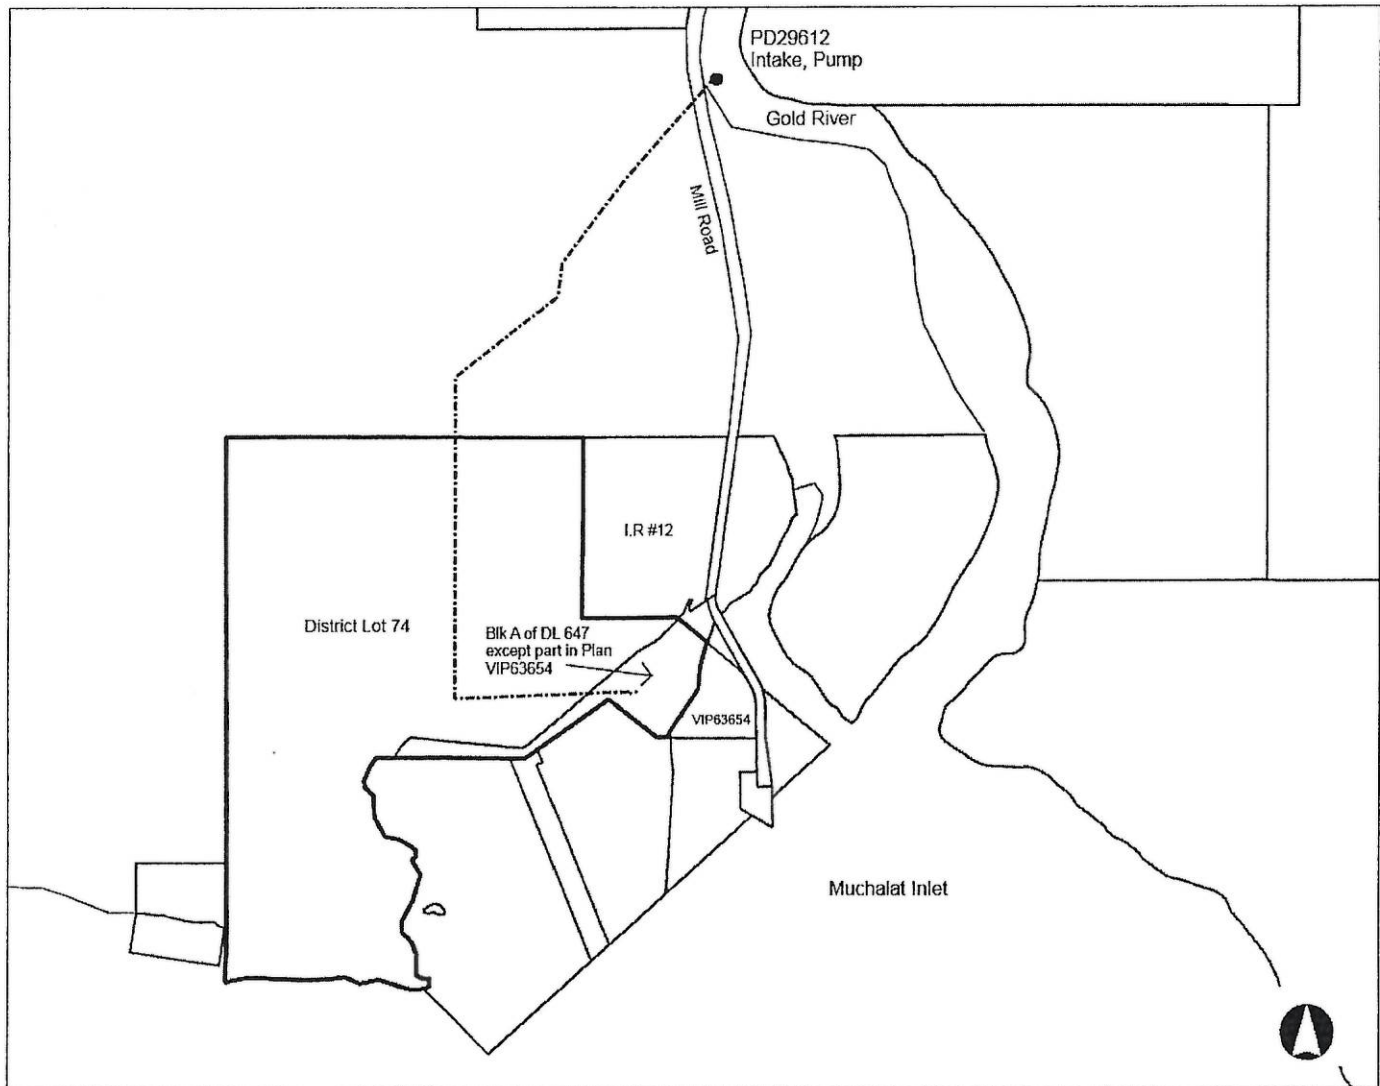 PD29612
Intake, Pump
Gold River
Mill Road
I.R #12
District Lot 74
Blk A of DL 647
except part in Plan
VIP63654
VIP63654
Muchalat Inlet